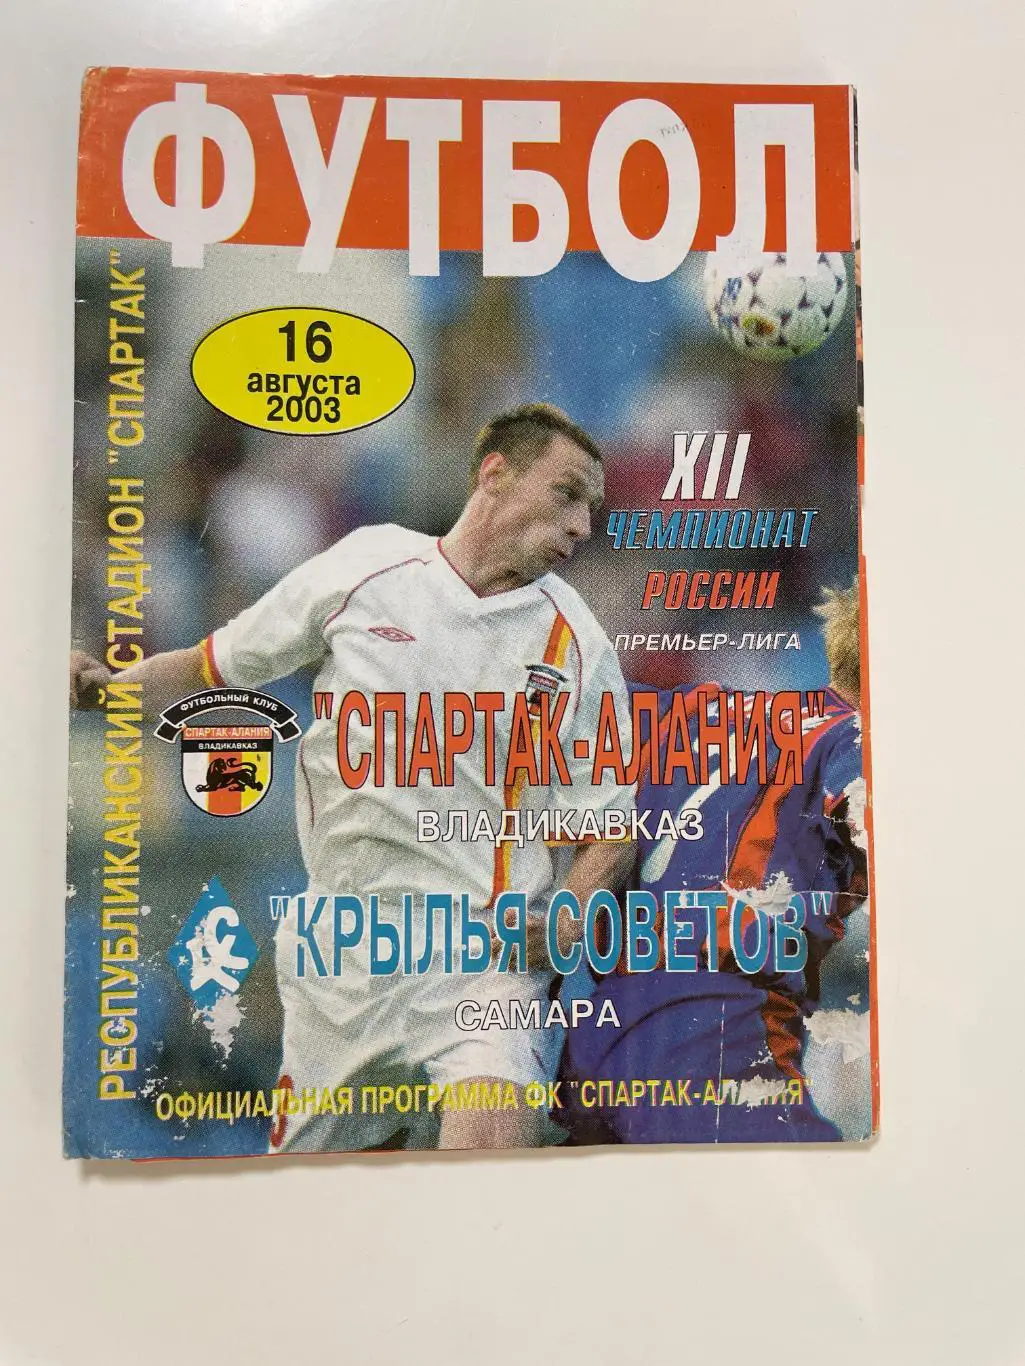 ФУТБОЛ
РЕСПУБЛИКАНСКИЙ СТАДИОН "СПАРТАК"
16
августа
2003
XII
ЧЕМПИОНАТ
РОССИИ
ПРЕМЬЕР-ЛИГА
ФУТБОЛЬНЫЙ КЛУБ
СПАРТАК-АЛАНИЯ
ВЛАДИКАВКАЗ
"СПАРТАК-АЛАНИЯ"
ВЛАДИКАВКАЗ
"КРЫЛЬЯ СОВЕТОВ"
САМАРА
ОФИЦИАЛЬНАЯ ПРОГРАММА ФК "СПАРТАК-АЛАНИЯ"